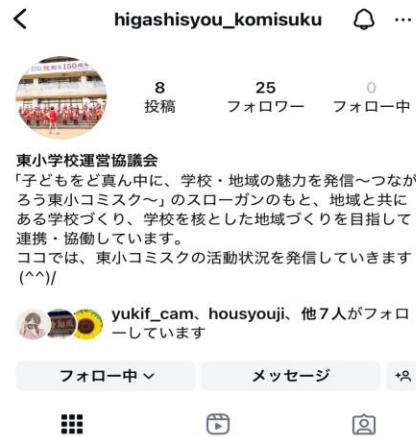 higashisyou_komisuku
8
投稿
25
フォロワー
0
フォロー中
東小学校運営協議会
「子どもをど真ん中に、学校・地域の魅力を発信〜つなが
ろう東小コミスク〜」のスローガンのもと、地域と共に
ある学校づくり、学校を核とした地域づくりを目指して
連携・協働しています。
ココでは、東小コミスクの活動状況を発信していきます
(^^)/
yukif_cam、housyouji、他7人がフォロ
ーしています
フォロー中
メッセージ